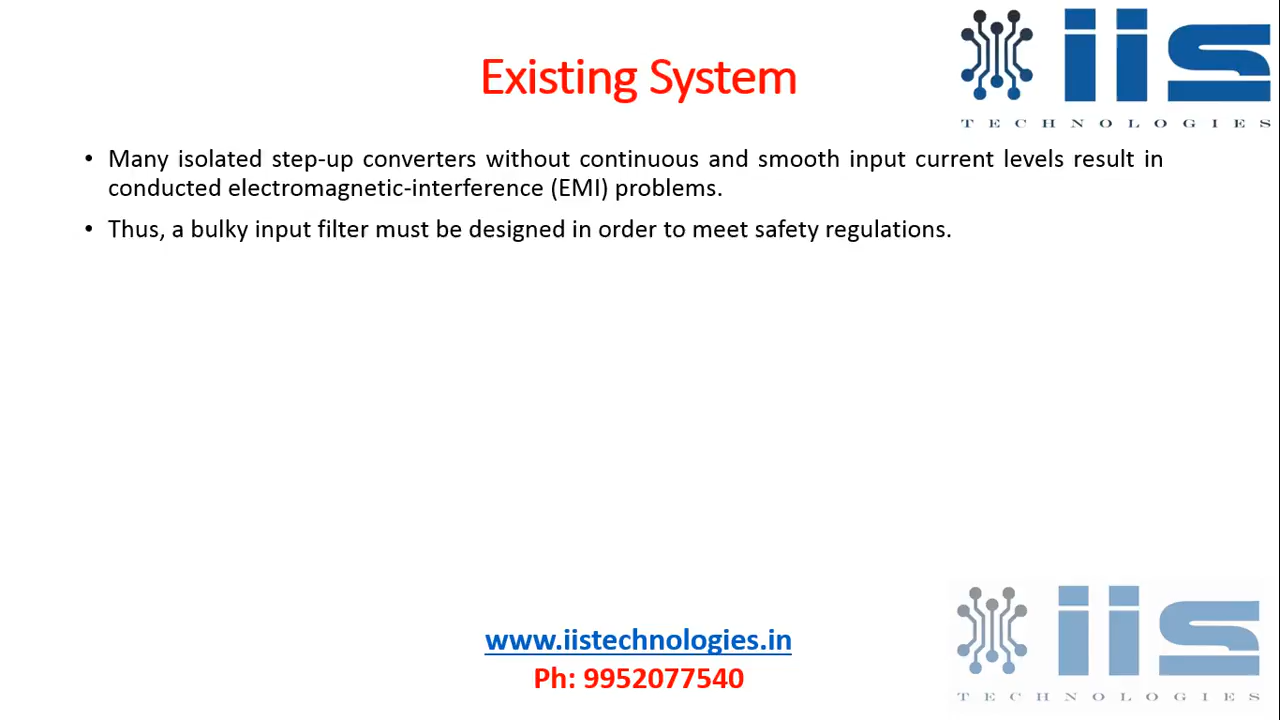 iis
TECHNOLOGIES
Existing System
• Many isolated step-up converters without continuous and smooth input current levels result in
conducted electromagnetic-interference (EMI) problems.
• Thus, a bulky input filter must be designed in order to meet safety regulations.
www.iistechnologies.in
Ph: 9952077540
iis
TECHNOLOGIES